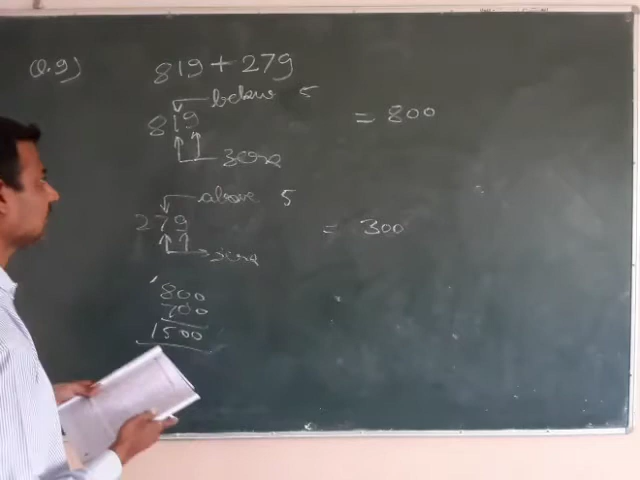 Q.9) 819 + 279
below 5
819 = 800
zero
above 5
279 = 300
zero
800
700
1500